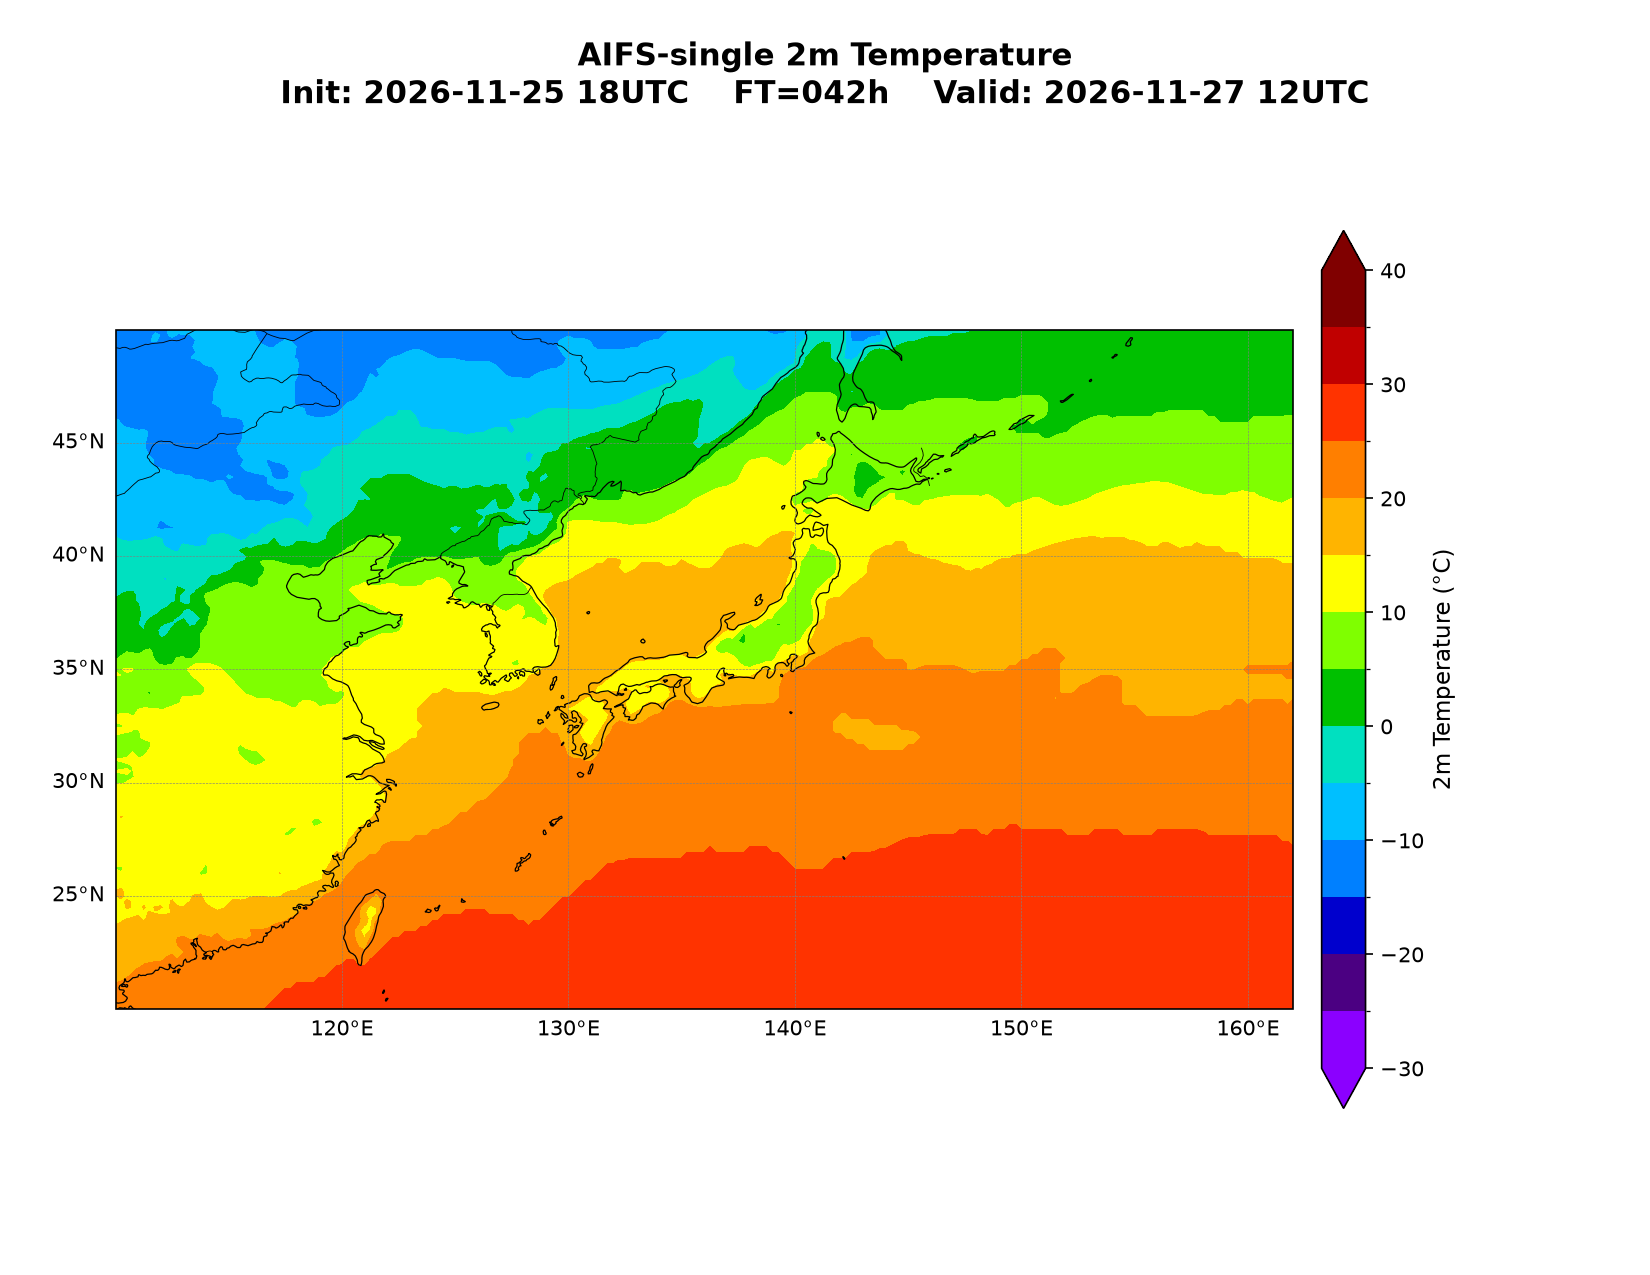 AIFS-single 2m Temperature
Init: 2026-11-25 18UTC    FT=042h    Valid: 2026-11-27 12UTC
45°N
40°N
35°N
30°N
25°N
120°E
130°E
140°E
150°E
160°E
40
30
20
10
0
−10
−20
−30
2m Temperature (°C)